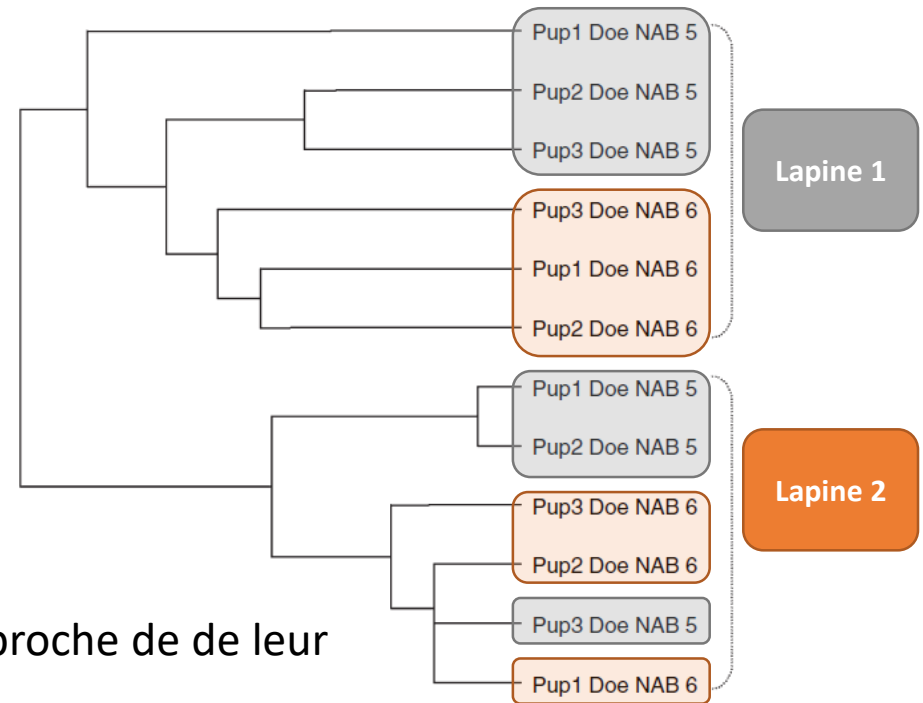 Pup1 Doe NAB 5
Pup2 Doe NAB 5
Pup3 Doe NAB 5
Lapine 1
Pup3 Doe NAB 6
Pup1 Doe NAB 6
Pup2 Doe NAB 6
Pup1 Doe NAB 5
Pup2 Doe NAB 5
Lapine 2
Pup3 Doe NAB 6
Pup2 Doe NAB 6
Pup3 Doe NAB 5
Pup1 Doe NAB 6
proche de de leur